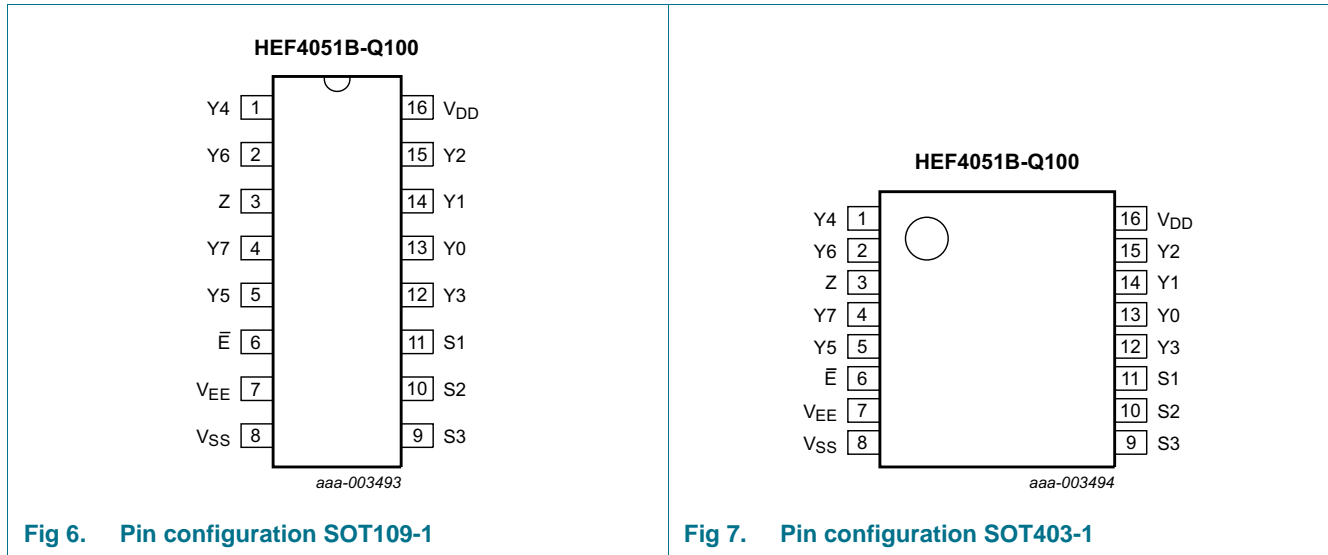 HEF4051B-Q100
Y4 1 16 VDD
Y6 2 15 Y2
Z 3 14 Y1
Y7 4 13 Y0
Y5 5 12 Y3
E̅ 6 11 S1
VEE 7 10 S2
VSS 8 9 S3
aaa-003493
Fig 6. Pin configuration SOT109-1
HEF4051B-Q100
Y4 1 16 VDD
Y6 2 15 Y2
Z 3 14 Y1
Y7 4 13 Y0
Y5 5 12 Y3
E̅ 6 11 S1
VEE 7 10 S2
VSS 8 9 S3
aaa-003494
Fig 7. Pin configuration SOT403-1